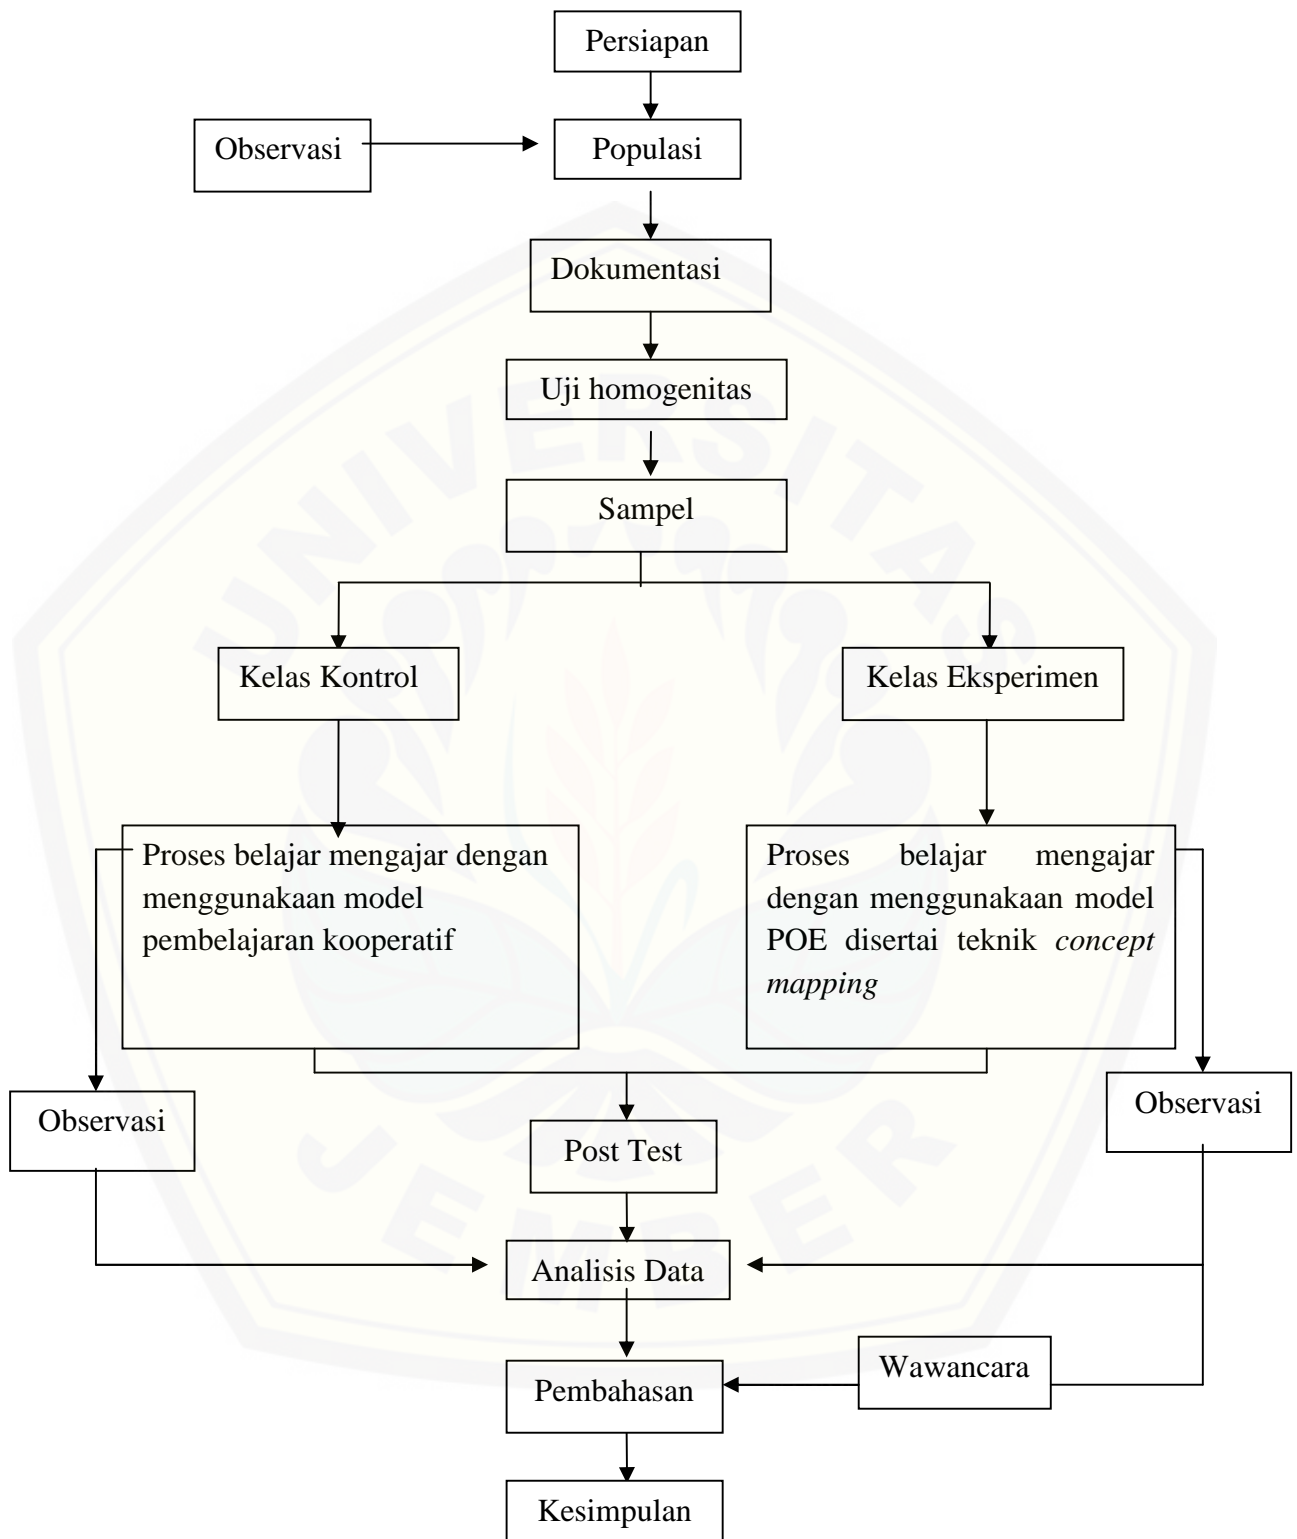 Persiapan
Observasi
Populasi
Dokumentasi
Uji homogenitas
Sampel
Kelas Kontrol
Kelas Eksperimen
Proses belajar mengajar dengan
menggunakaan model
pembelajaran kooperatif
Proses belajar mengajar
dengan menggunakaan model
POE disertai teknik concept
mapping
Observasi
Observasi
Post Test
Analisis Data
Wawancara
Pembahasan
Kesimpulan
UNIVERSITAS
JEMBER